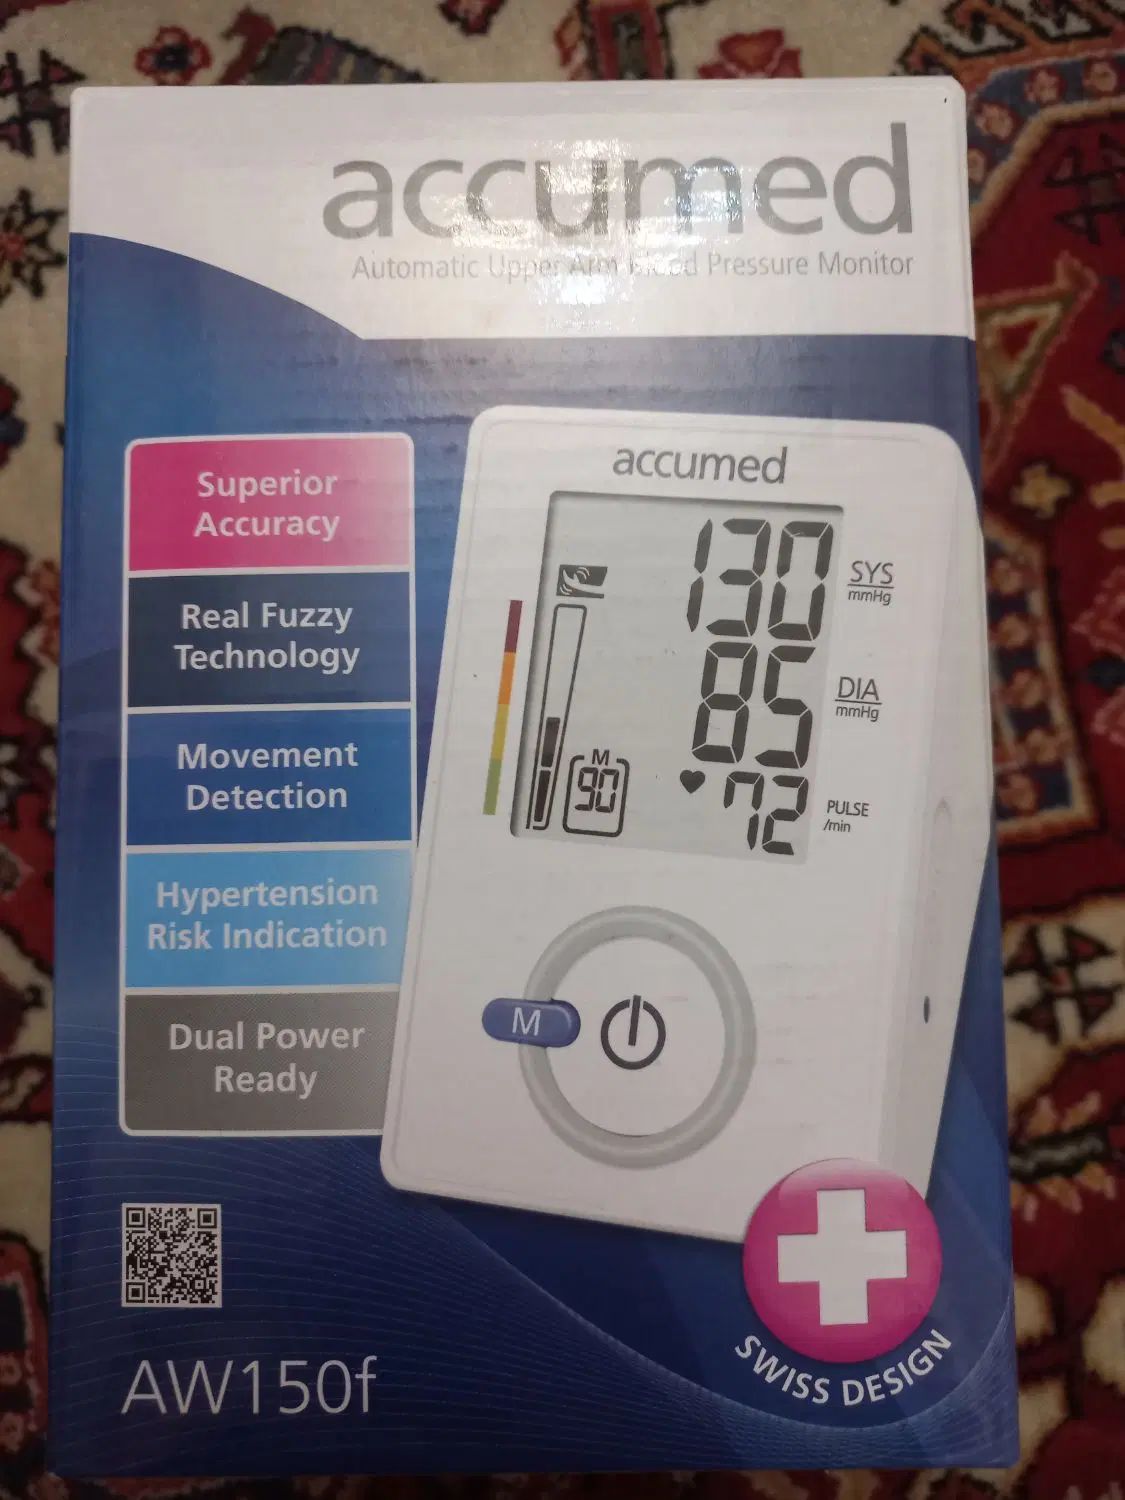 accumed
Automatic Upper Arm Blood Pressure Monitor
Superior
Accuracy
Real Fuzzy
Technology
Movement
Detection
Hypertension
Risk Indication
Dual Power
Ready
accumed
130
SYS
mmHg
85
DIA
mmHg
M
90
72
PULSE
/min
M
SWISS DESIGN
AW150f